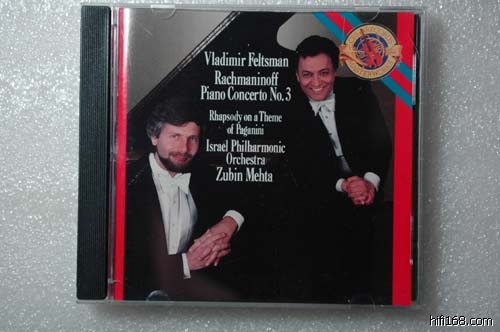 Vladimir Feltsman
Rachmaninoff
Piano Concerto No. 3
Rhapsody on a Theme
of Paganini
Israel Philharmonic
Orchestra
Zubin Mehta
hifi168.com